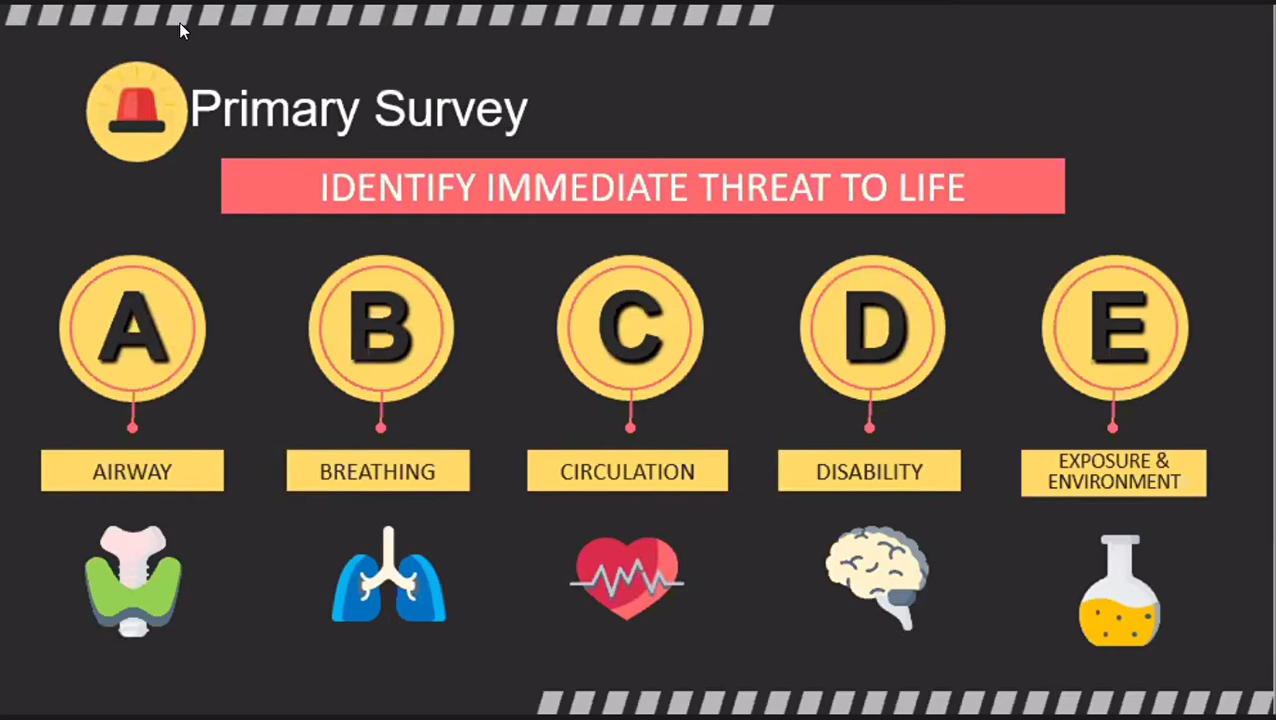 Primary Survey
IDENTIFY IMMEDIATE THREAT TO LIFE
A
B
C
D
E
AIRWAY
BREATHING
CIRCULATION
DISABILITY
EXPOSURE &
ENVIRONMENT